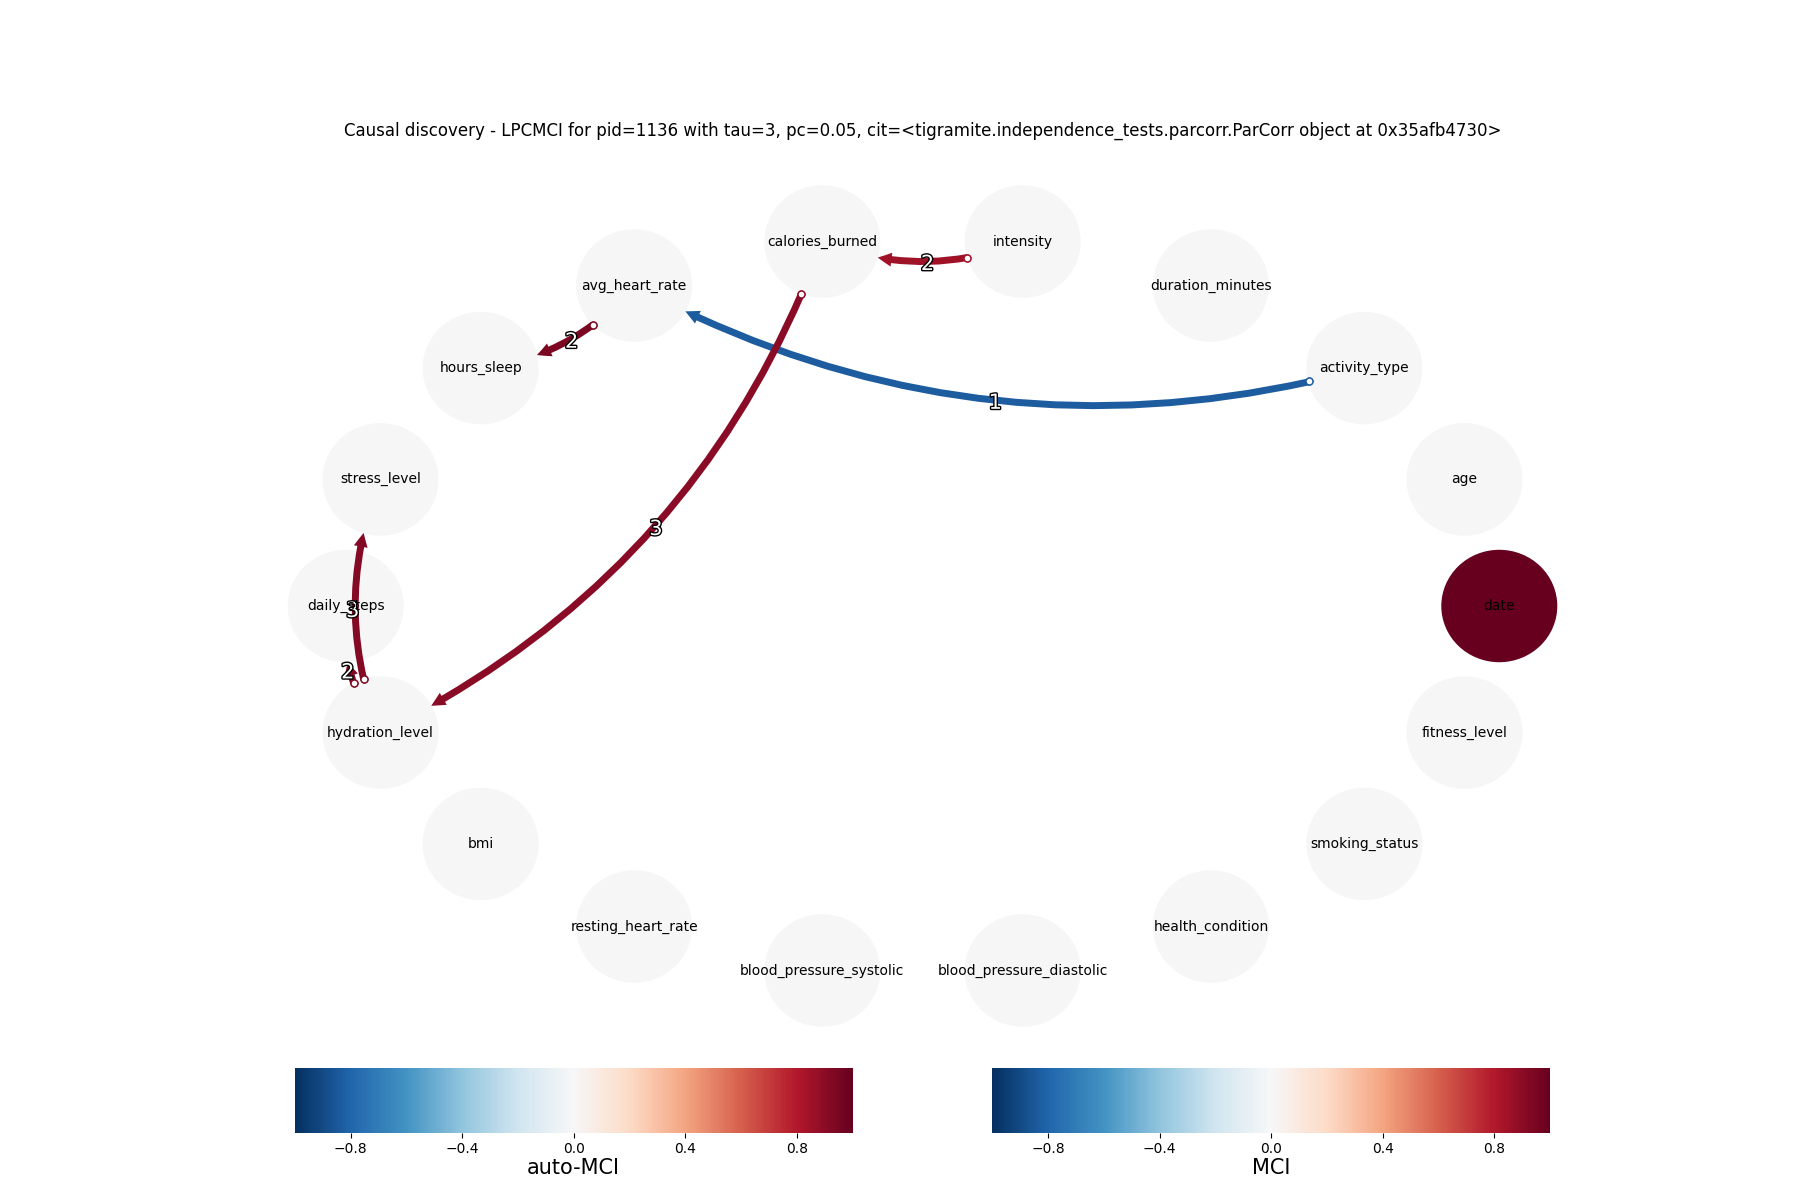 Causal discovery - LPCMCI for pid=1136 with tau=3, pc=0.05, cit=<tigramite.independence_tests.parcorr.ParCorr object at 0x35afb4730>
calories_burned
intensity
2
avg_heart_rate
duration_minutes
2
hours_sleep
activity_type
1
stress_level
age
3
daily_steps
3
date
2
hydration_level
fitness_level
bmi
smoking_status
resting_heart_rate
health_condition
blood_pressure_systolic
blood_pressure_diastolic
−0.8 −0.4 0.0 0.4 0.8
auto-MCI
−0.8 −0.4 0.0 0.4 0.8
MCI